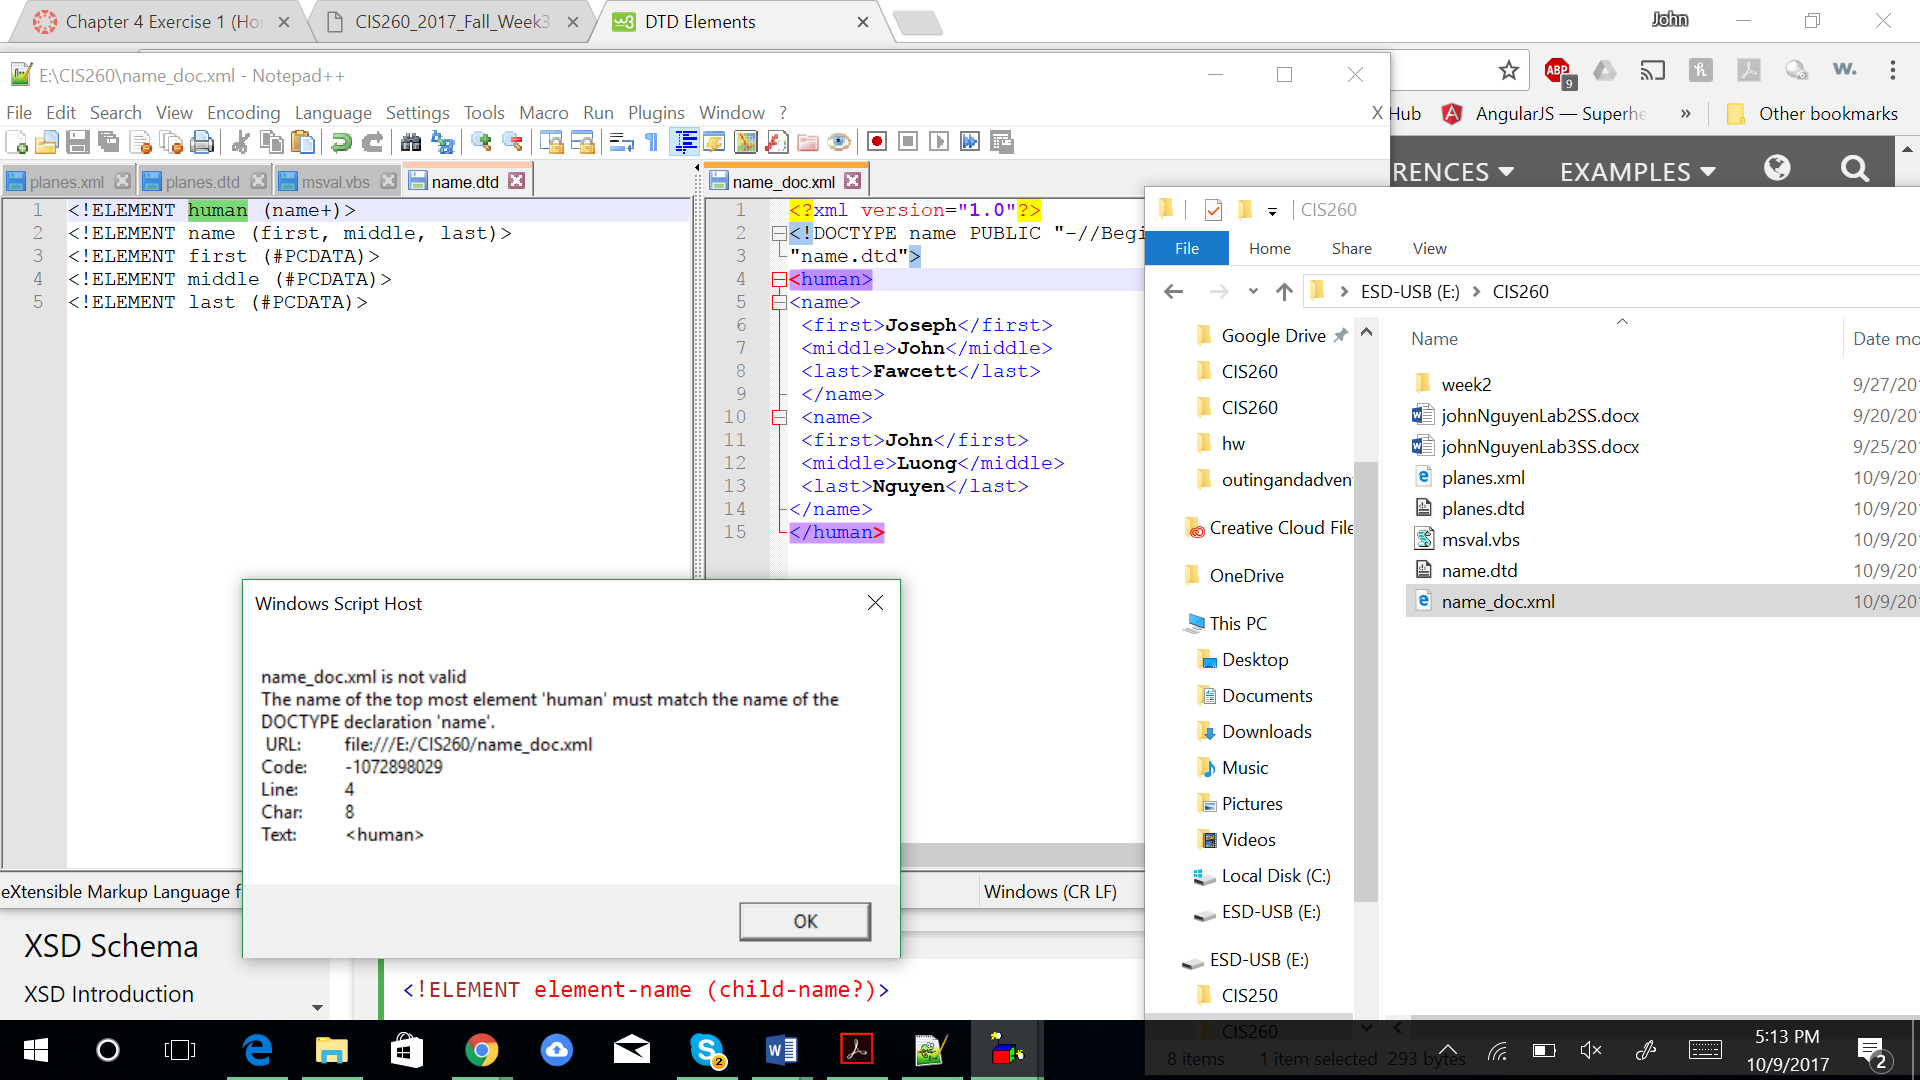 Chapter 4 Exercise 1 (Ho
CIS260_2017_Fall_Week3
DTD Elements
John
E:\CIS260\name_doc.xml - Notepad++
ABP
9
W.
File Edit Search View Encoding Language Settings Tools Macro Run Plugins Window ?
X
Hub
AngularJS — Superhe
»
Other bookmarks
RENCES
EXAMPLES
planes.xml
planes.dtd
msval.vbs
name.dtd
name_doc.xml
1 <!ELEMENT human (name+)>
2 <!ELEMENT name (first, middle, last)>
3 <!ELEMENT first (#PCDATA)>
4 <!ELEMENT middle (#PCDATA)>
5 <!ELEMENT last (#PCDATA)>
1 <?xml version="1.0"?>
2 <!DOCTYPE name PUBLIC "-//Begi
3 "name.dtd">
4 <human>
5 <name>
6 <first>Joseph</first>
7 <middle>John</middle>
8 <last>Fawcett</last>
9 </name>
10 <name>
11 <first>John</first>
12 <middle>Luong</middle>
13 <last>Nguyen</last>
14 </name>
15 </human>
CIS260
File Home Share View
ESD-USB (E:) > CIS260
Google Drive
CIS260
CIS260
hw
outingandadven
Creative Cloud File
OneDrive
This PC
Desktop
Documents
Downloads
Music
Pictures
Videos
Local Disk (C:)
ESD-USB (E:)
ESD-USB (E:)
CIS250
CIS260
Name
Date mo
week2 9/27/20
johnNguyenLab2SS.docx 9/20/20
johnNguyenLab3SS.docx 9/25/20
planes.xml 10/9/20
planes.dtd 10/9/20
msval.vbs 10/9/20
name.dtd 10/9/20
name_doc.xml 10/9/20
8 items 1 item selected 293 bytes
Windows Script Host
name_doc.xml is not valid
The name of the top most element 'human' must match the name of the
DOCTYPE declaration 'name'.
URL: file:///E:/CIS260/name_doc.xml
Code: -1072898029
Line: 4
Char: 8
Text: <human>
OK
eXtensible Markup Language f
Windows (CR LF)
XSD Schema
XSD Introduction
<!ELEMENT element-name (child-name?)>
2
5:13 PM
10/9/2017
2